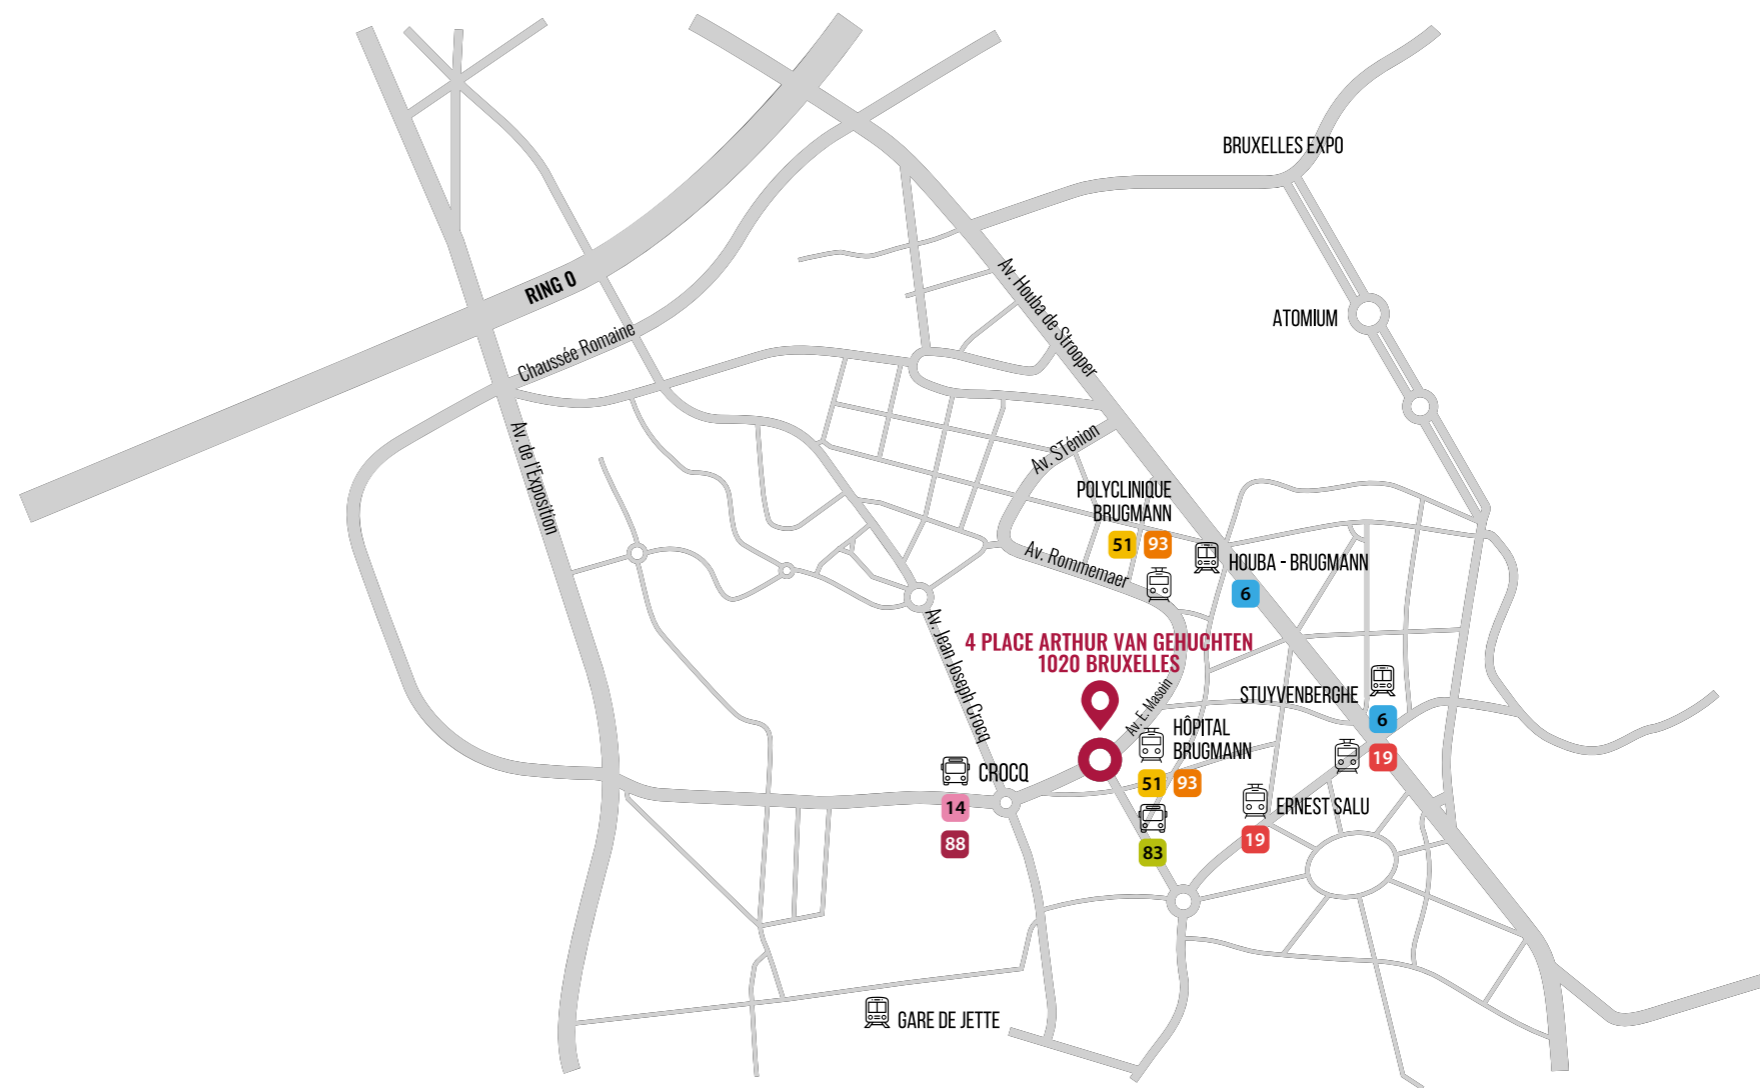 BRUXELLES EXPO
RING 0
Av. Houba de Strooper
ATOMIUM
Chaussée Romaine
Av. de l'Exposition
Av. STénion
POLYCLINIQUE
BRUGMANN
51 93
Av. Rommemaer
HOUBA - BRUGMANN
6
Av. Jean Joseph Crocq
4 PLACE ARTHUR VAN GEHUCHTEN
1020 BRUXELLES
Av. E. Masoin
STUYVENBERGHE
6
19
HÔPITAL
BRUGMANN
51 93
83
CROCQ
14
88
ERNEST SALU
19
GARE DE JETTE